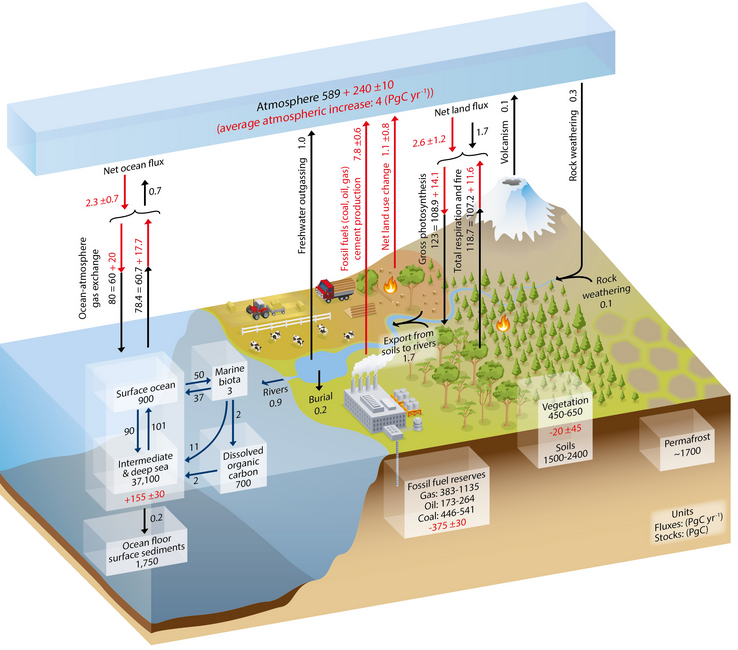 Atmosphere 589 + 240 ±10
(average atmospheric increase: 4 (PgC yr⁻¹))
Net ocean flux
2.3 ±0.7
0.7
Ocean-atmosphere
gas exchange
80 = 60 + 20
78.4 = 60.7 + 17.7
Freshwater outgassing 1.0
Fossil fuels (coal, oil, gas)
cement production 7.8 ±0.6
Net land use change 1.1 ±0.8
Net land flux
2.6 ±1.2
1.7
Gross photosynthesis
123 = 108.9 + 14.1
Total respiration and fire
118.7 = 107.2 + 11.6
Volcanism 0.1
Rock weathering 0.3
Rock
weathering
0.1
Export from
soils to rivers
1.7
Rivers
0.9
Burial
0.2
Surface ocean
900
50
37
Marine
biota
3
90
101
11
2
2
Intermediate
& deep sea
37,100
+155 ±30
Dissolved
organic
carbon
700
0.2
Ocean floor
surface sediments
1,750
Fossil fuel reserves
Gas: 383-1135
Oil: 173-264
Coal: 446-541
-375 ±30
Vegetation
450-650
-20 ±45
Soils
1500-2400
Permafrost
~1700
Units
Fluxes: (PgC yr⁻¹)
Stocks: (PgC)